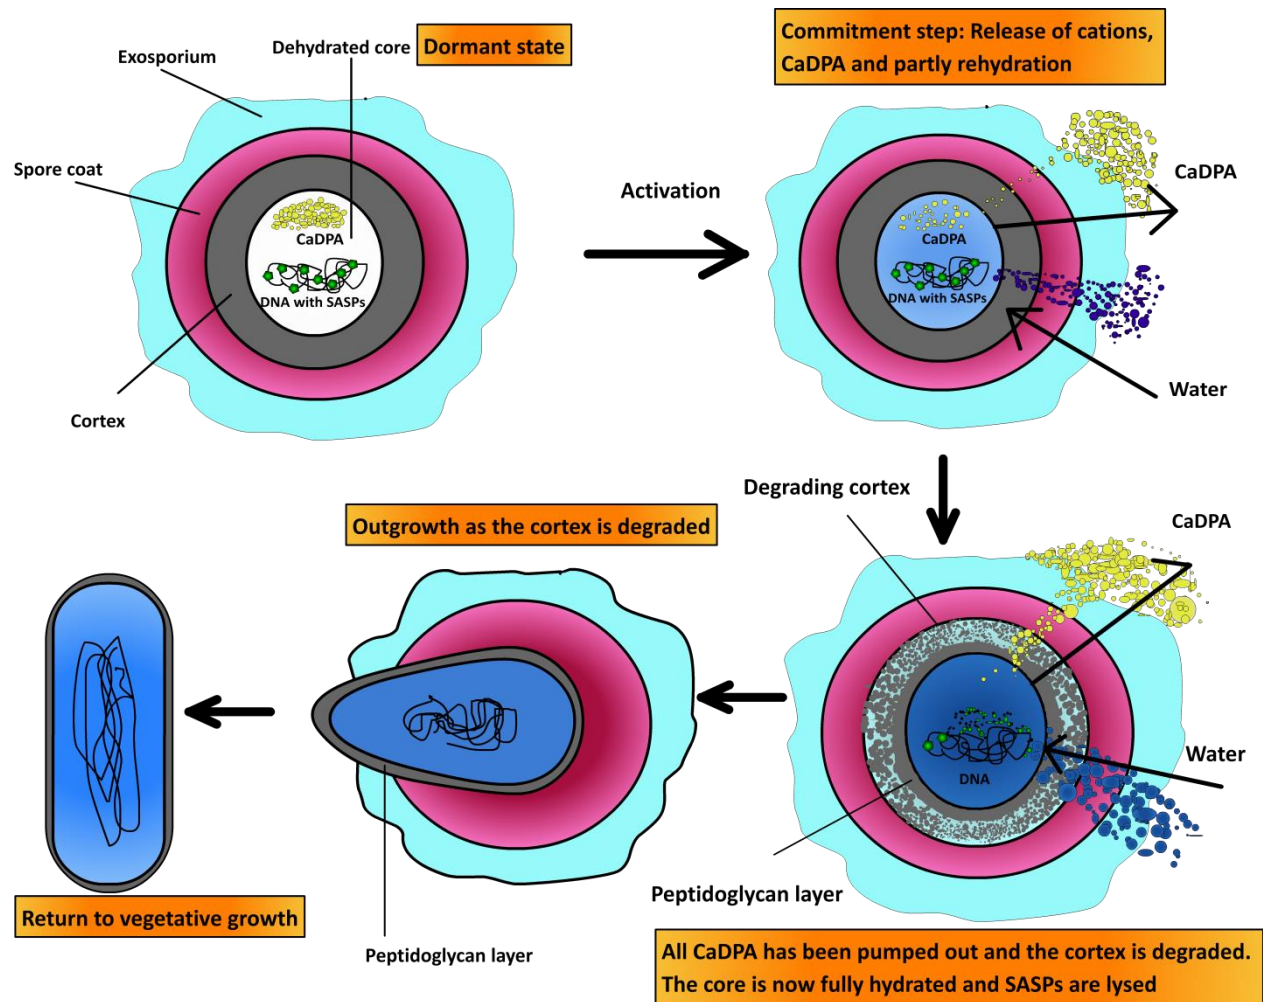 Exosporium
Dehydrated core
Dormant state
Spore coat
CaDPA
DNA with SASPs
Cortex
Activation
Commitment step: Release of cations,
CaDPA and partly rehydration
CaDPA
CaDPA
DNA with SASPs
Water
Degrading cortex
CaDPA
DNA
Water
Peptidoglycan layer
All CaDPA has been pumped out and the cortex is degraded.
The core is now fully hydrated and SASPs are lysed
Outgrowth as the cortex is degraded
Peptidoglycan layer
Return to vegetative growth